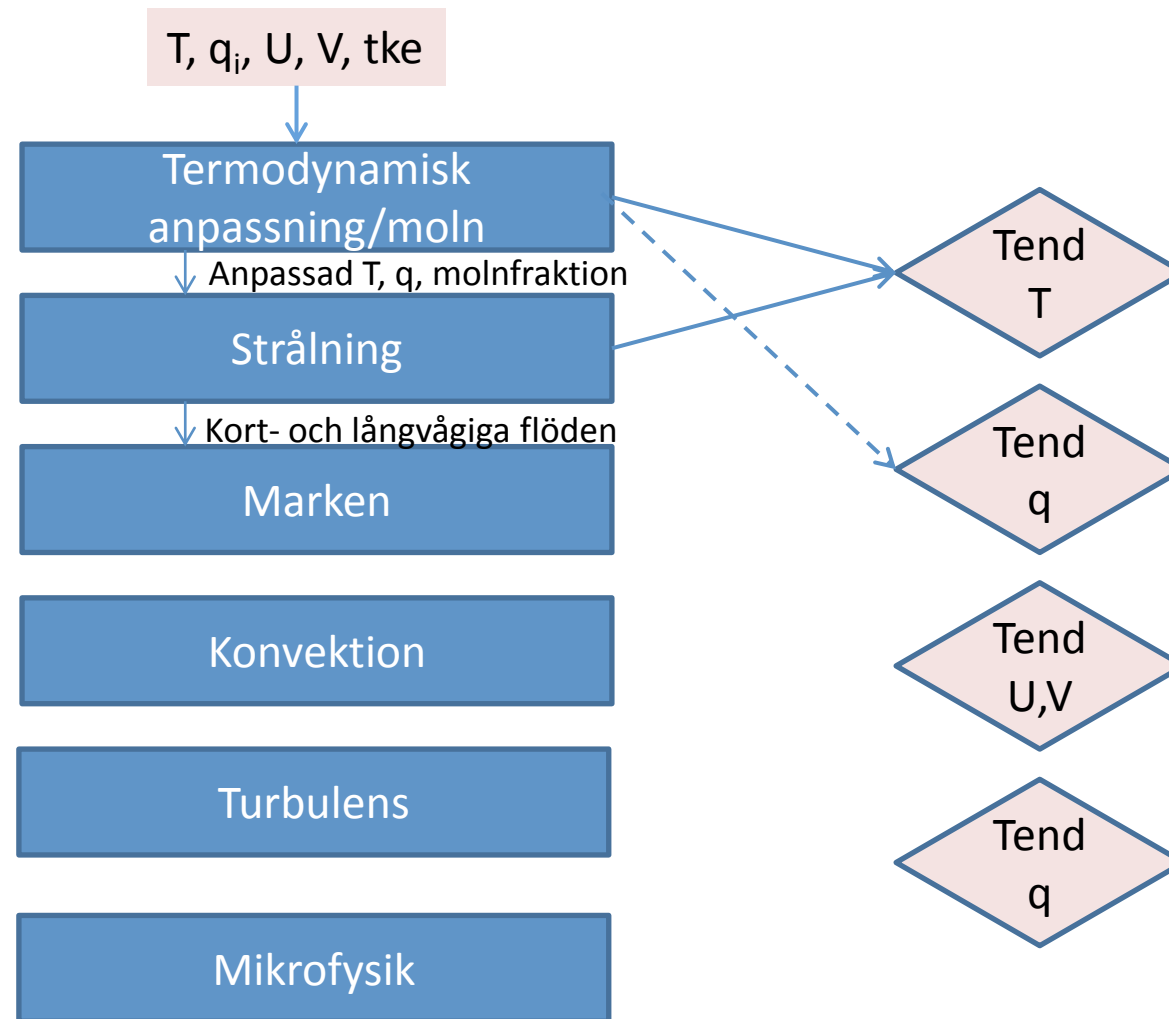 T, qᵢ, U, V, tke
Termodynamisk
anpassning/moln
Anpassad T, q, molnfraktion
Strålning
Kort- och långvågiga flöden
Marken
Konvektion
Turbulens
Mikrofysik
Tend
T
Tend
q
Tend
U,V
Tend
q